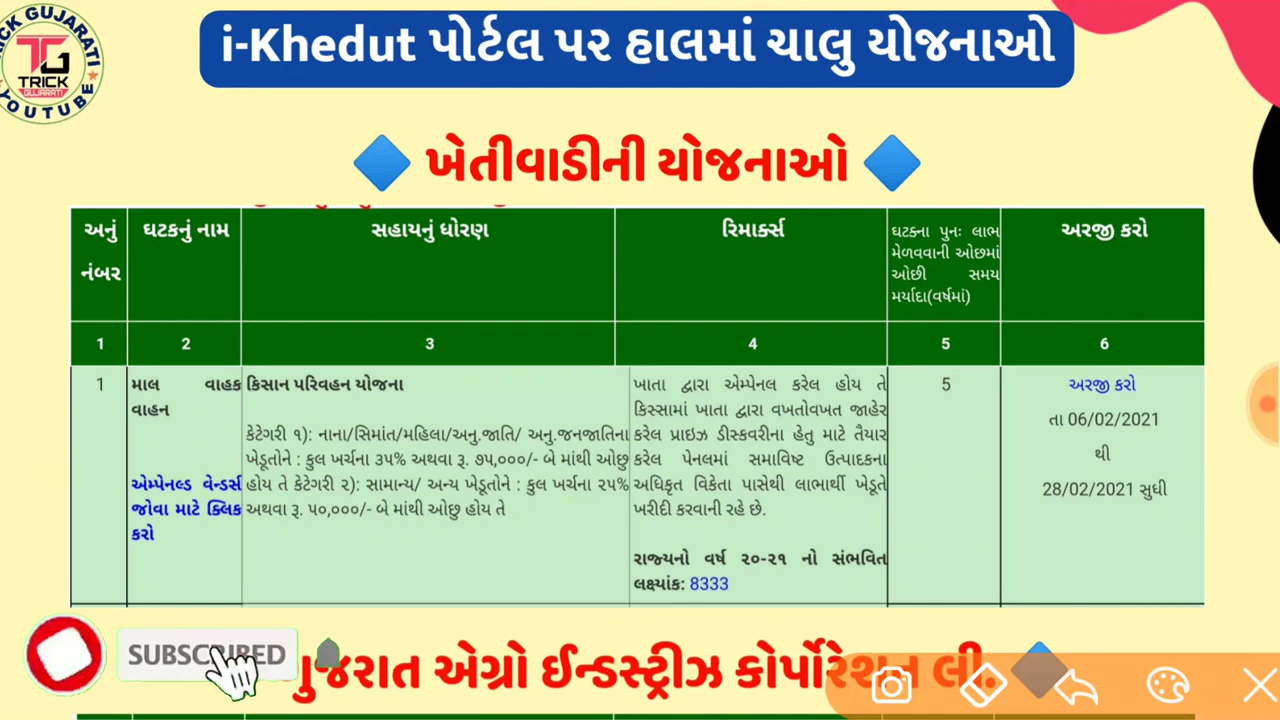 TRICK GUJARATI
TG
TRICK
GUJARATI
YOUTUBE
i-Khedut પોર્ટલ પર હાલમાં ચાલુ યોજનાઓ
ખેતીવાડીની યોજનાઓ
અનું નંબર
ઘટકનું નામ
સહાયનું ધોરણ
રિમાર્ક્સ
ઘટકના પુનઃ લાભ
મેળવવાની ઓછમાં
ઓછી સમય
મર્યાદા(વર્ષમાં)
અરજી કરો
1 2 3 4 5 6
1
માલ વાહક
વાહન
એમ્પેનલ્ડ વેન્ડર્સ
જોવા માટે ક્લિક
કરો
કિસાન પરિવહન યોજના
કેટેગરી ૧): નાના/સિમાંત/મહિલા/અનુ.જાતિ/ અનુ.જનજાતિના
ખેડૂતોને : કુલ ખર્ચના ૩૫% અથવા રૂ. ૭૫,૦૦૦/- બે માંથી ઓછુ
હોય તે કેટેગરી ૨): સામાન્ય/ અન્ય ખેડૂતોને : કુલ ખર્ચના ૨૫%
અથવા રૂ. ૫૦,૦૦૦/- બે માંથી ઓછુ હોય તે
ખાતા દ્વારા એમ્પેનલ કરેલ હોય તે
કિસ્સામાં ખાતા દ્વારા વખતોવખત જાહેર
કરેલ પ્રાઇઝ ડીસ્કવરીના હેતુ માટે તૈયાર
કરેલ પેનલમાં સમાવિષ્ટ ઉત્પાદકના
અધિકૃત વિકેતા પાસેથી લાભાર્થી ખેડૂતે
ખરીદી કરવાની રહે છે.
રાજ્યનો વર્ષ ૨૦-૨૧ નો સંભવિત
લક્ષ્યાંક: 8333
5
અરજી કરો
તા 06/02/2021
થી
28/02/2021 સુધી
SUBSCRIBED
ગુજરાત એગ્રો ઈન્ડસ્ટ્રીઝ કોર્પોરેશન લી.